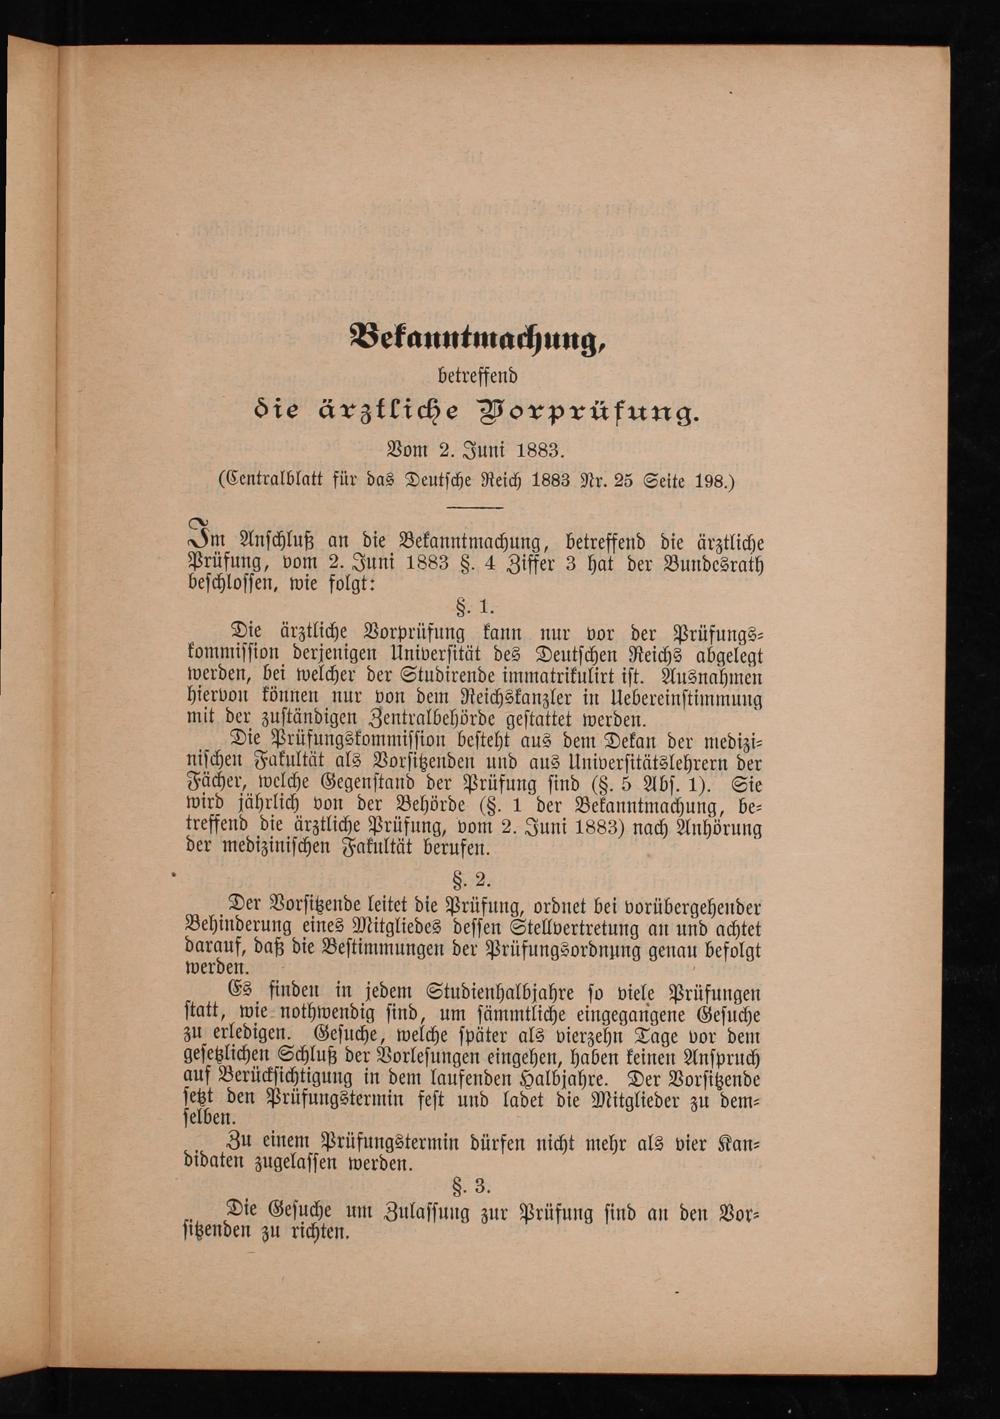 Bekanntmachung,
betreffend
die ärztliche Vorprüfung.
Vom 2. Juni 1883.
(Centralblatt für das Deutsche Reich 1883 Nr. 25 Seite 198.)
Im Anschluß an die Bekanntmachung, betreffend die ärztliche
Prüfung, vom 2. Juni 1883 §. 4 Ziffer 3 hat der Bundesrath
beschlossen, wie folgt:
§. 1.
Die ärztliche Vorprüfung kann nur vor der Prüfungs-
kommission derjenigen Universität des Deutschen Reichs abgelegt
werden, bei welcher der Studirende immatrikulirt ist. Ausnahmen
hiervon können nur von dem Reichskanzler in Uebereinstimmung
mit der zuständigen Zentralbehörde gestattet werden.
Die Prüfungskommission besteht aus dem Dekan der medizi-
nischen Fakultät als Vorsitzenden und aus Universitätslehrern der
Fächer, welche Gegenstand der Prüfung sind (§. 5 Abs. 1). Sie
wird jährlich von der Behörde (§. 1 der Bekanntmachung, be-
treffend die ärztliche Prüfung, vom 2. Juni 1883) nach Anhörung
der medizinischen Fakultät berufen.
§. 2.
Der Vorsitzende leitet die Prüfung, ordnet bei vorübergehender
Behinderung eines Mitgliedes dessen Stellvertretung an und achtet
darauf, daß die Bestimmungen der Prüfungsordnung genau befolgt
werden.
Es finden in jedem Studienhalbjahre so viele Prüfungen
statt, wie nothwendig sind, um sämmtliche eingegangene Gesuche
zu erledigen. Gesuche, welche später als vierzehn Tage vor dem
gesetzlichen Schluß der Vorlesungen eingehen, haben keinen Anspruch
auf Berücksichtigung in dem laufenden Halbjahre. Der Vorsitzende
setzt den Prüfungstermin fest und ladet die Mitglieder zu dem-
selben.
Zu einem Prüfungstermin dürfen nicht mehr als vier Kan-
didaten zugelassen werden.
§. 3.
Die Gesuche um Zulassung zur Prüfung sind an den Vor-
sitzenden zu richten.